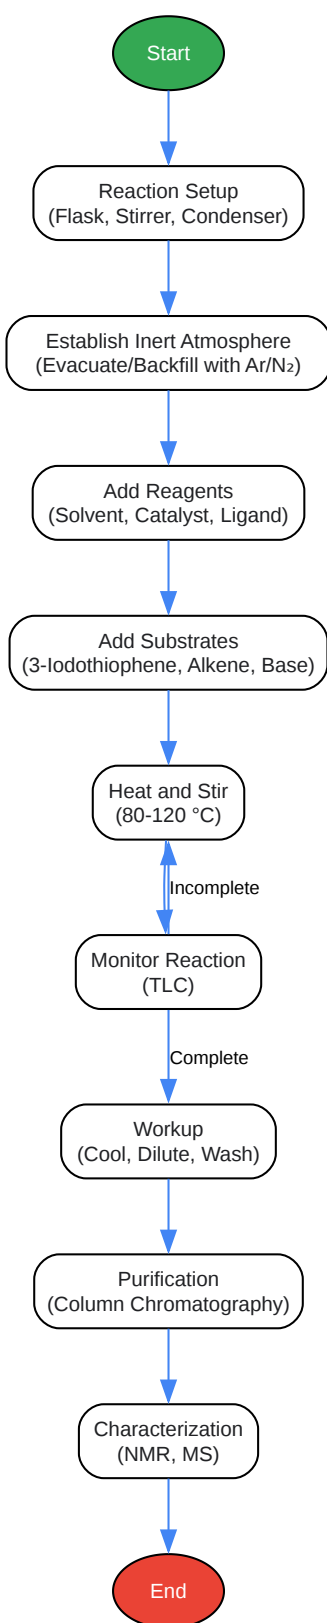 Start
Reaction Setup
(Flask, Stirrer, Condenser)
Establish Inert Atmosphere
(Evacuate/Backfill with Ar/N₂)
Add Reagents
(Solvent, Catalyst, Ligand)
Add Substrates
(3-Iodothiophene, Alkene, Base)
Heat and Stir
(80-120 °C)
Incomplete
Monitor Reaction
(TLC)
Complete
Workup
(Cool, Dilute, Wash)
Purification
(Column Chromatography)
Characterization
(NMR, MS)
End